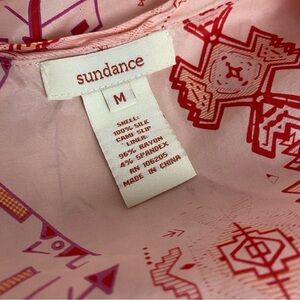 sundance
M
SHELL:
100% SILK
CAMI SLIP
LINER:
96% RAYON
4% SPANDEX
RN 106205
MADE IN CHINA